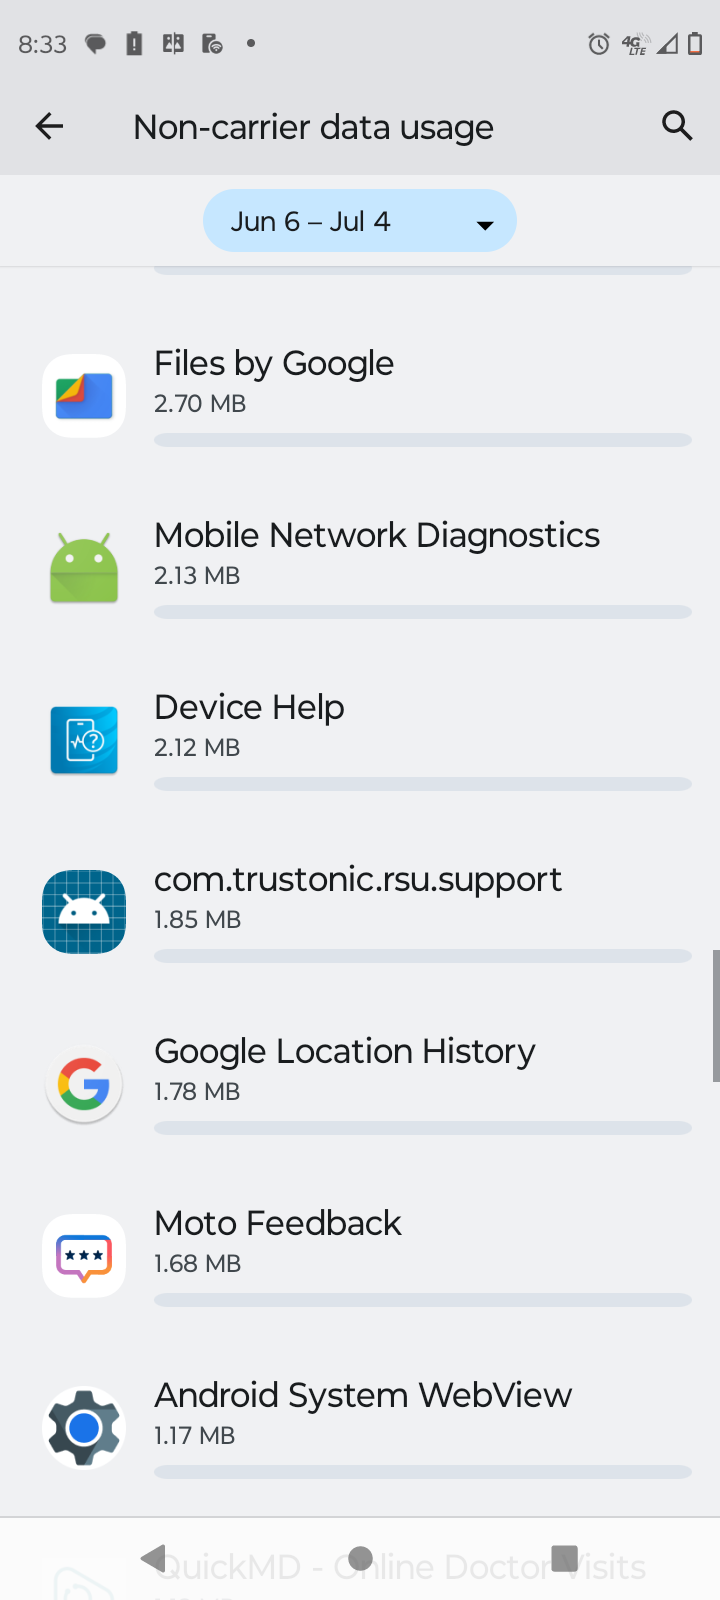 8:33
4G
LTE
Non-carrier data usage
Jun 6 – Jul 4
Files by Google
2.70 MB
Mobile Network Diagnostics
2.13 MB
Device Help
2.12 MB
com.trustonic.rsu.support
1.85 MB
Google Location History
1.78 MB
Moto Feedback
1.68 MB
Android System WebView
1.17 MB
QuickMD - Online Doctor Visits